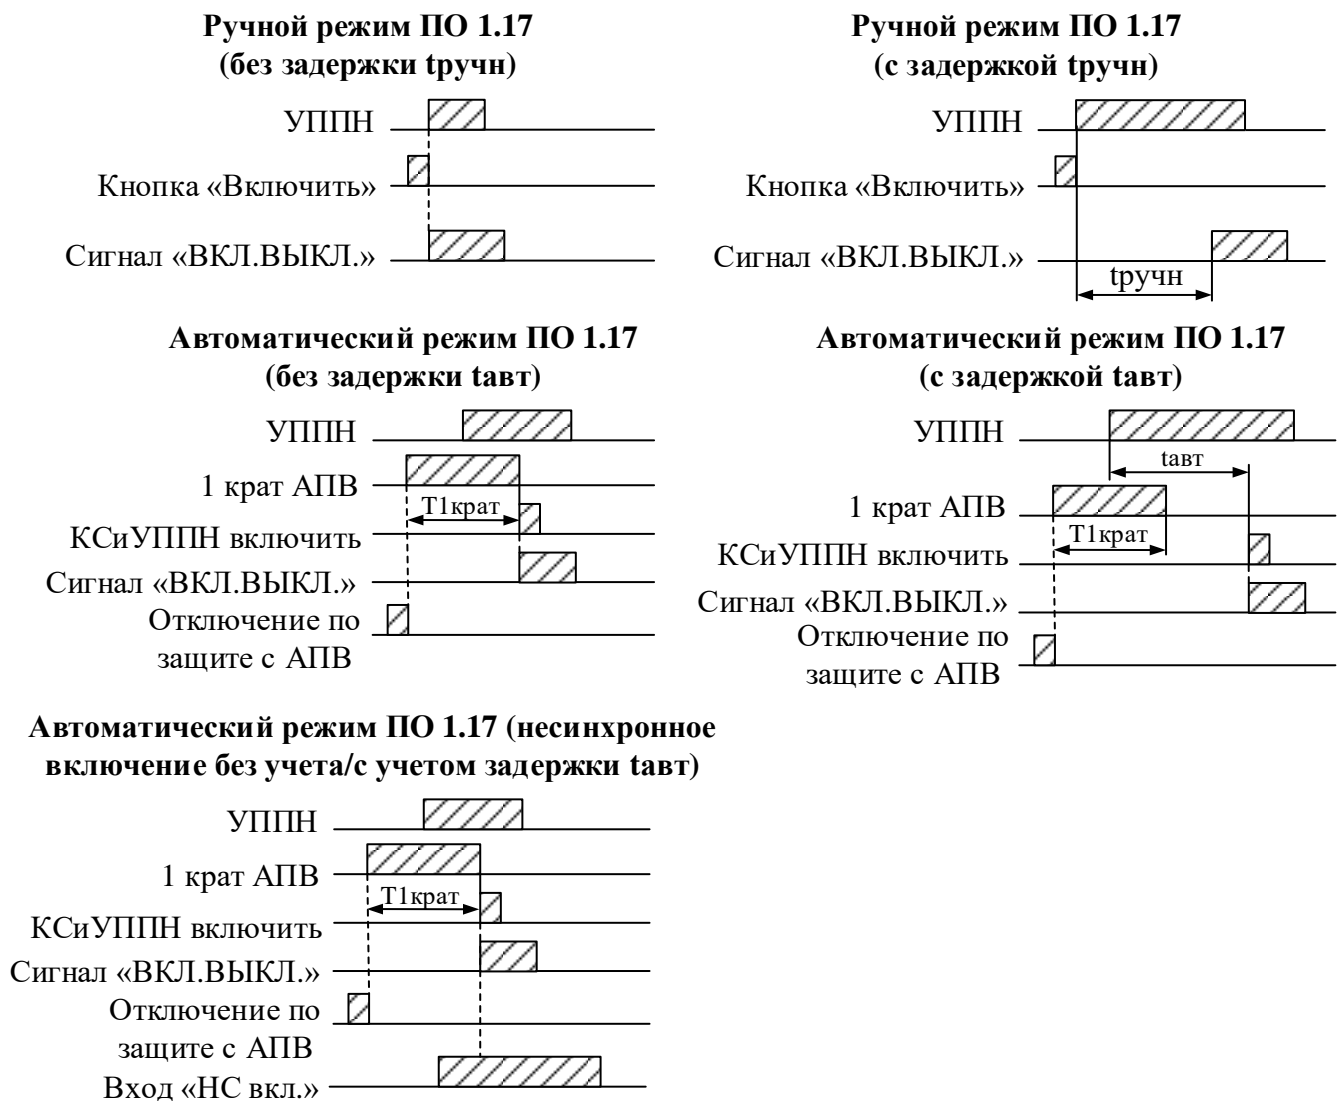 Ручной режим ПО 1.17
(без задержки tручн)
УППН
Кнопка «Включить»
Сигнал «ВКЛ.ВЫКЛ.»
Ручной режим ПО 1.17
(с задержкой tручн)
УППН
Кнопка «Включить»
Сигнал «ВКЛ.ВЫКЛ.»
tручн
Автоматический режим ПО 1.17
(без задержки tавт)
УППН
1 крат АПВ
Т1крат
КСиУППН включить
Сигнал «ВКЛ.ВЫКЛ.»
Отключение по
защите с АПВ
Автоматический режим ПО 1.17
(с задержкой tавт)
УППН
tавт
1 крат АПВ
Т1крат
КСиУППН включить
Сигнал «ВКЛ.ВЫКЛ.»
Отключение по
защите с АПВ
Автоматический режим ПО 1.17 (несинхронное
включение без учета/с учетом задержки tавт)
УППН
1 крат АПВ
Т1крат
КСиУППН включить
Сигнал «ВКЛ.ВЫКЛ.»
Отключение по
защите с АПВ
Вход «НС вкл.»